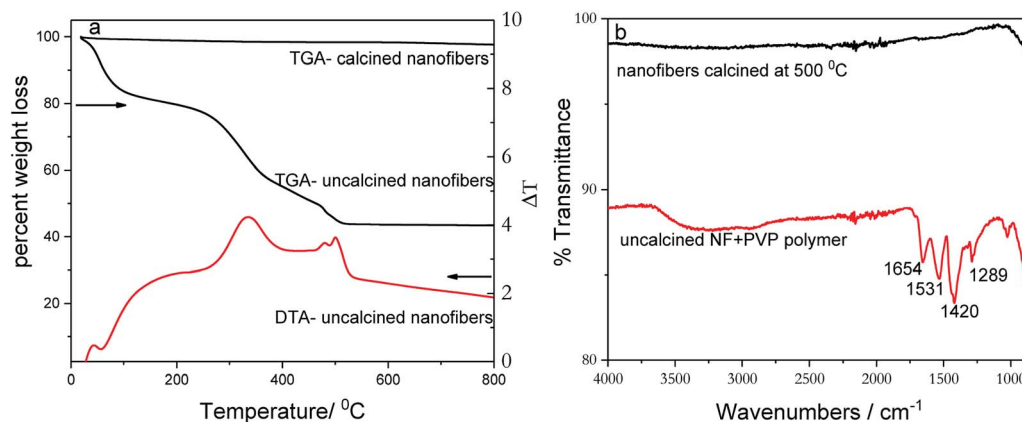 a
percent weight loss
100
80
60
40
20
10
8
6
4
2
0
ΔT
TGA- calcined nanofibers
TGA- uncalcined nanofibers
DTA- uncalcined nanofibers
0
200
400
600
800
Temperature/ ⁰C
b
% Transmittance
100
90
80
nanofibers calcined at 500 ⁰C
uncalcined NF+PVP polymer
1654
1531
1420
1289
4000
3500
3000
2500
2000
1500
1000
Wavenumbers / cm⁻¹